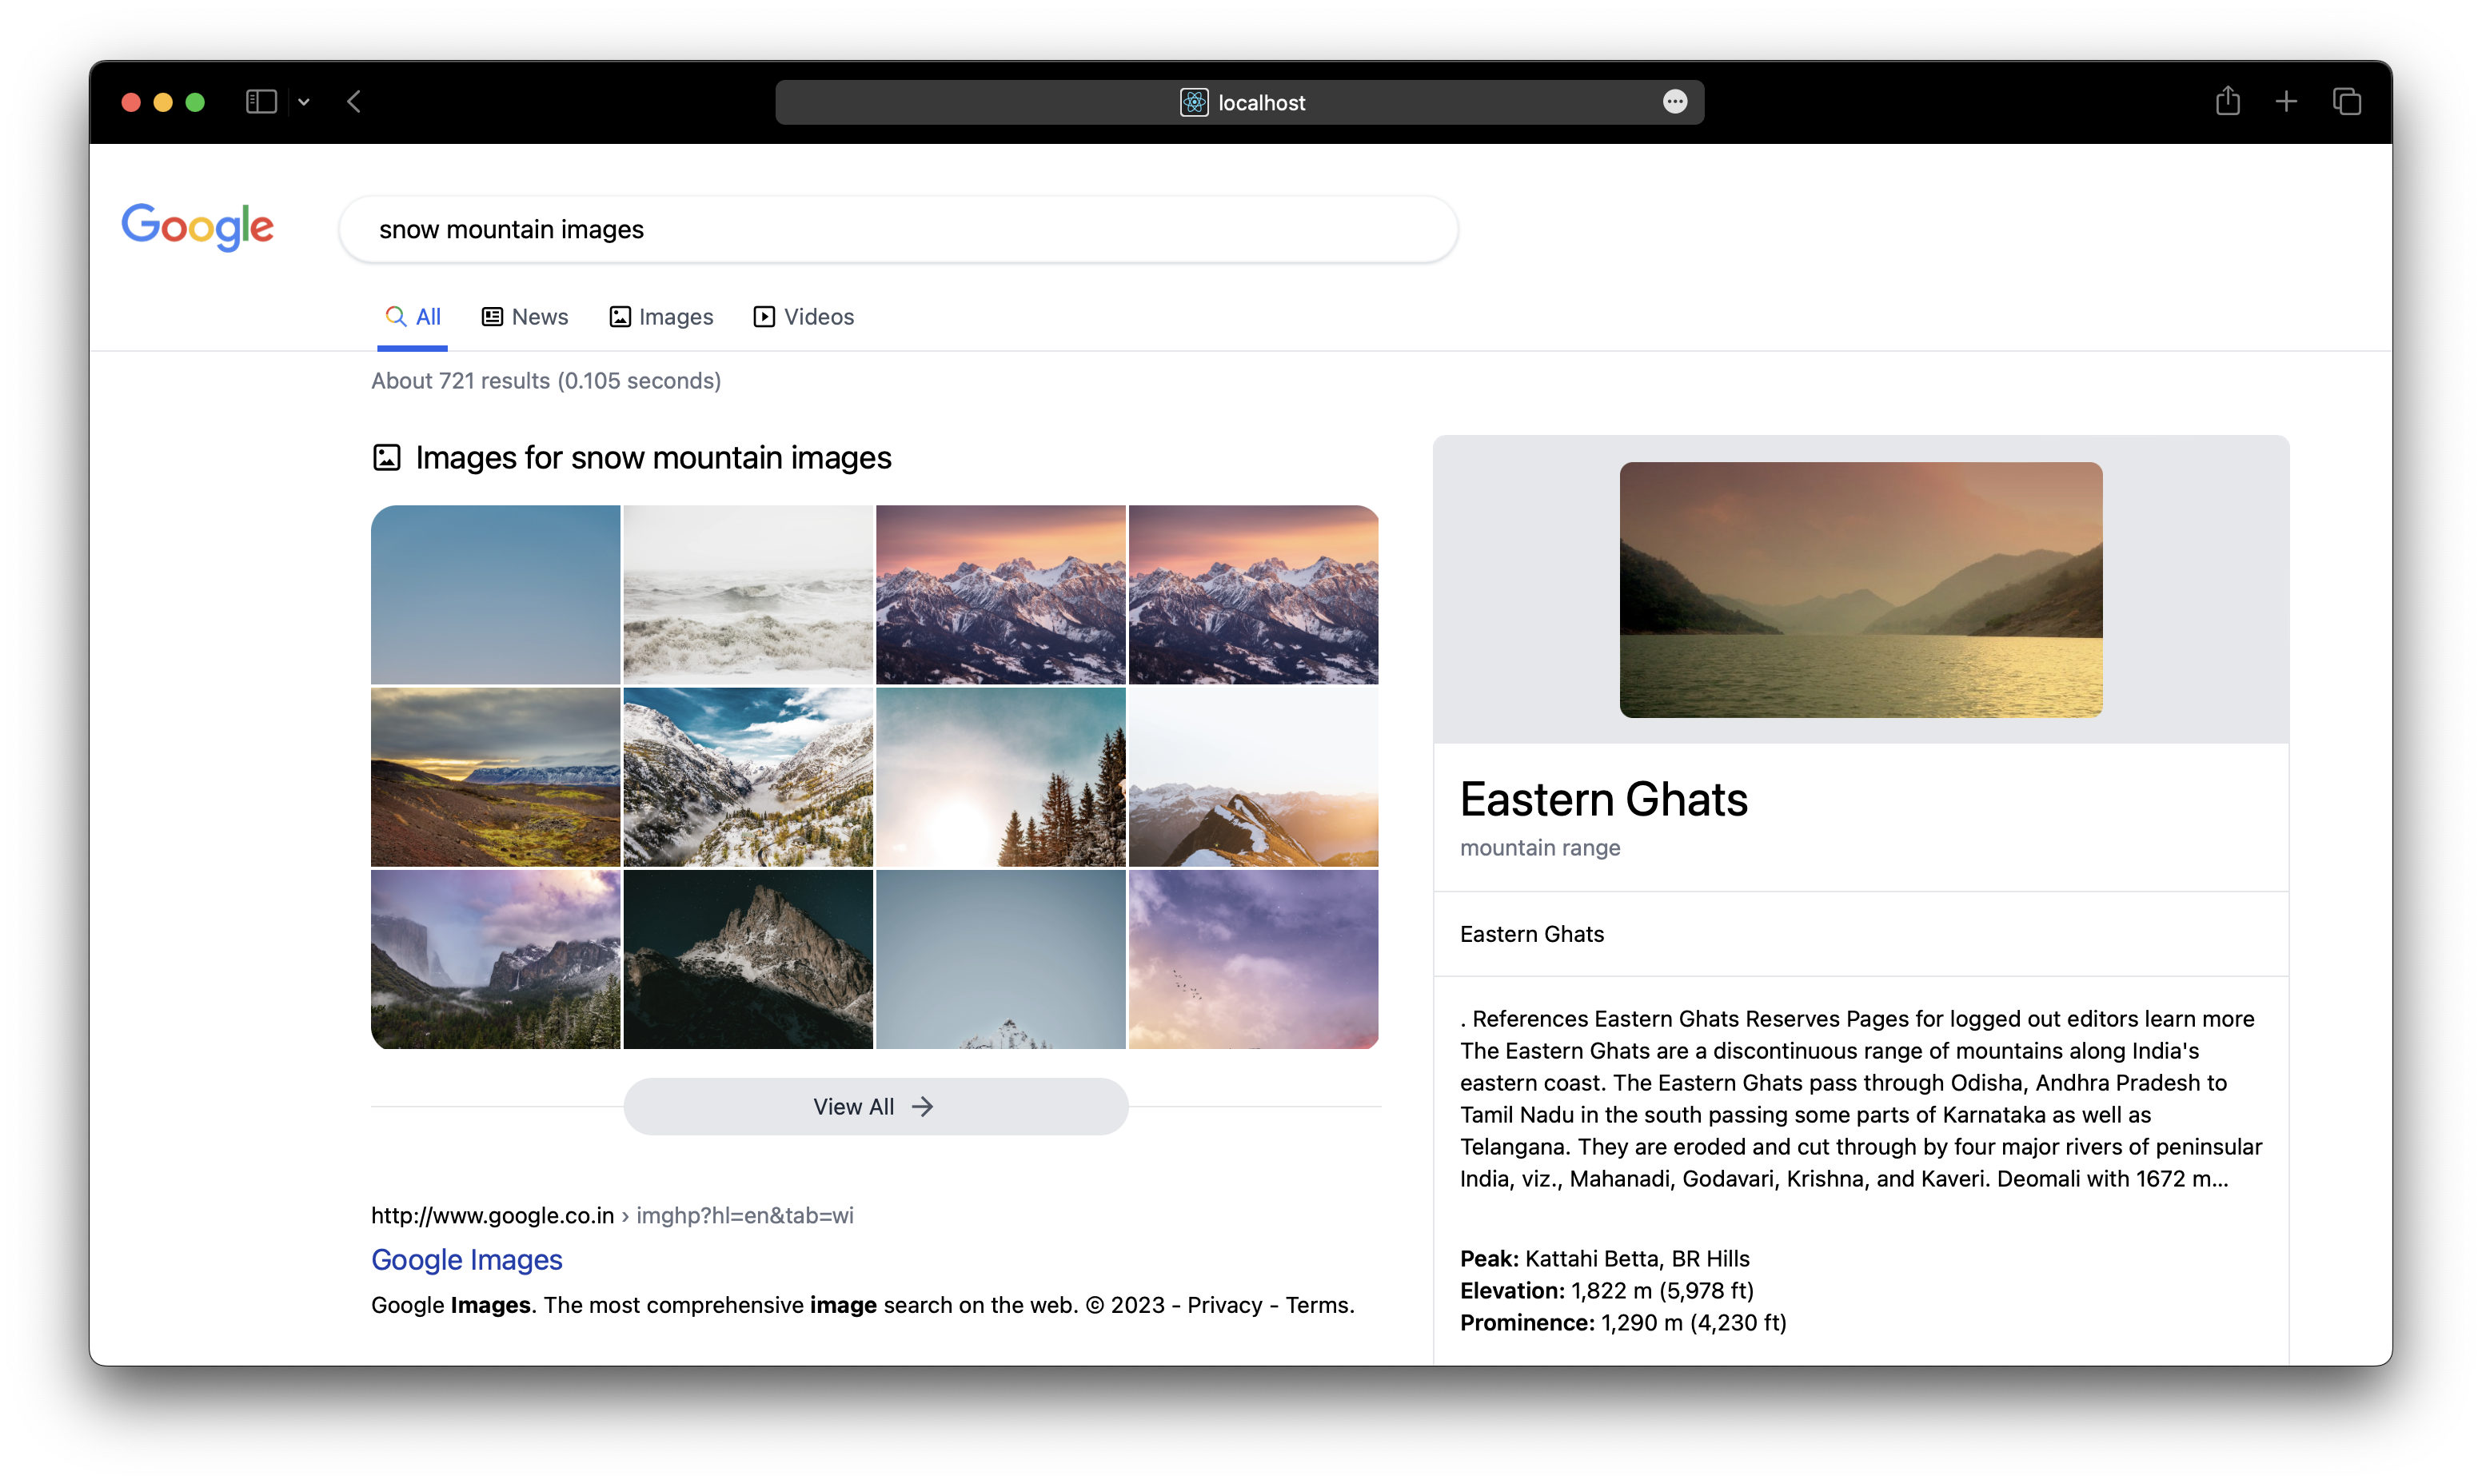 localhost
Google
snow mountain images
All News Images Videos
About 721 results (0.105 seconds)
Images for snow mountain images
View All
http://www.google.co.in › imghp?hl=en&tab=wi
Google Images
Google Images. The most comprehensive image search on the web. © 2023 - Privacy - Terms.
Eastern Ghats
mountain range
Eastern Ghats
. References Eastern Ghats Reserves Pages for logged out editors learn more
The Eastern Ghats are a discontinuous range of mountains along India's
eastern coast. The Eastern Ghats pass through Odisha, Andhra Pradesh to
Tamil Nadu in the south passing some parts of Karnataka as well as
Telangana. They are eroded and cut through by four major rivers of peninsular
India, viz., Mahanadi, Godavari, Krishna, and Kaveri. Deomali with 1672 m...
Peak: Kattahi Betta, BR Hills
Elevation: 1,822 m (5,978 ft)
Prominence: 1,290 m (4,230 ft)